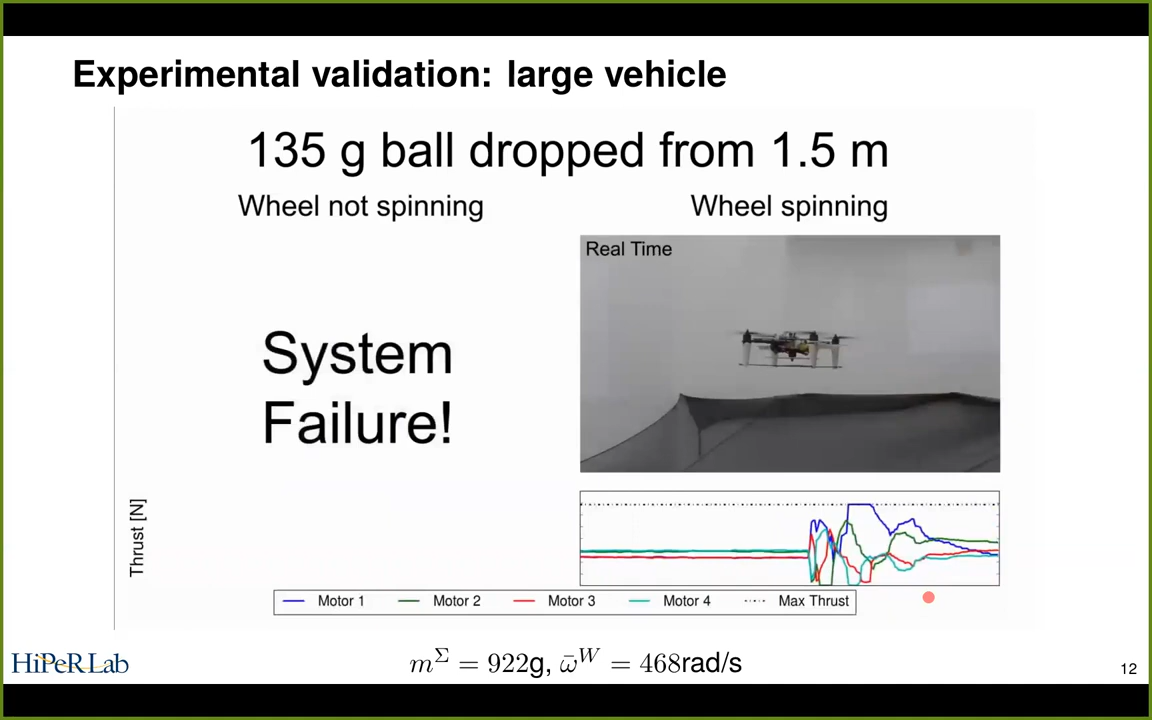 Experimental validation: large vehicle
135 g ball dropped from 1.5 m
Wheel not spinning
Wheel spinning
Real Time
System
Failure!
Thrust [N]
Motor 1 Motor 2 Motor 3 Motor 4 Max Thrust
HiPeRLab
m^Σ = 922g, ω̄^W = 468rad/s
12